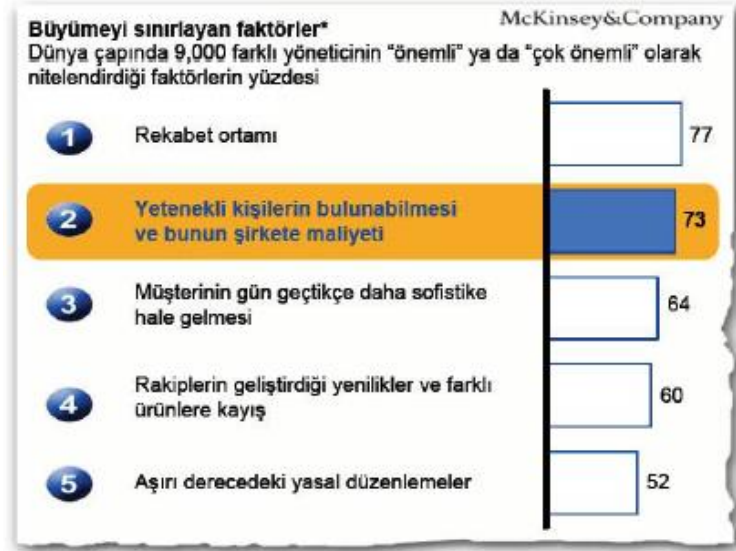 McKinsey&Company
Büyümeyi sınırlayan faktörler*
Dünya çapında 9,000 farklı yöneticinin “önemli” ya da “çok önemli” olarak
nitelendirdiği faktörlerin yüzdesi
1 Rekabet ortamı 77
2 Yetenekli kişilerin bulunabilmesi
ve bunun şirkete maliyeti 73
3 Müşterinin gün geçtikçe daha sofistike
hale gelmesi 64
4 Rakiplerin geliştirdiği yenilikler ve farklı
ürünlere kayış 60
5 Aşırı derecedeki yasal düzenlemeler 52